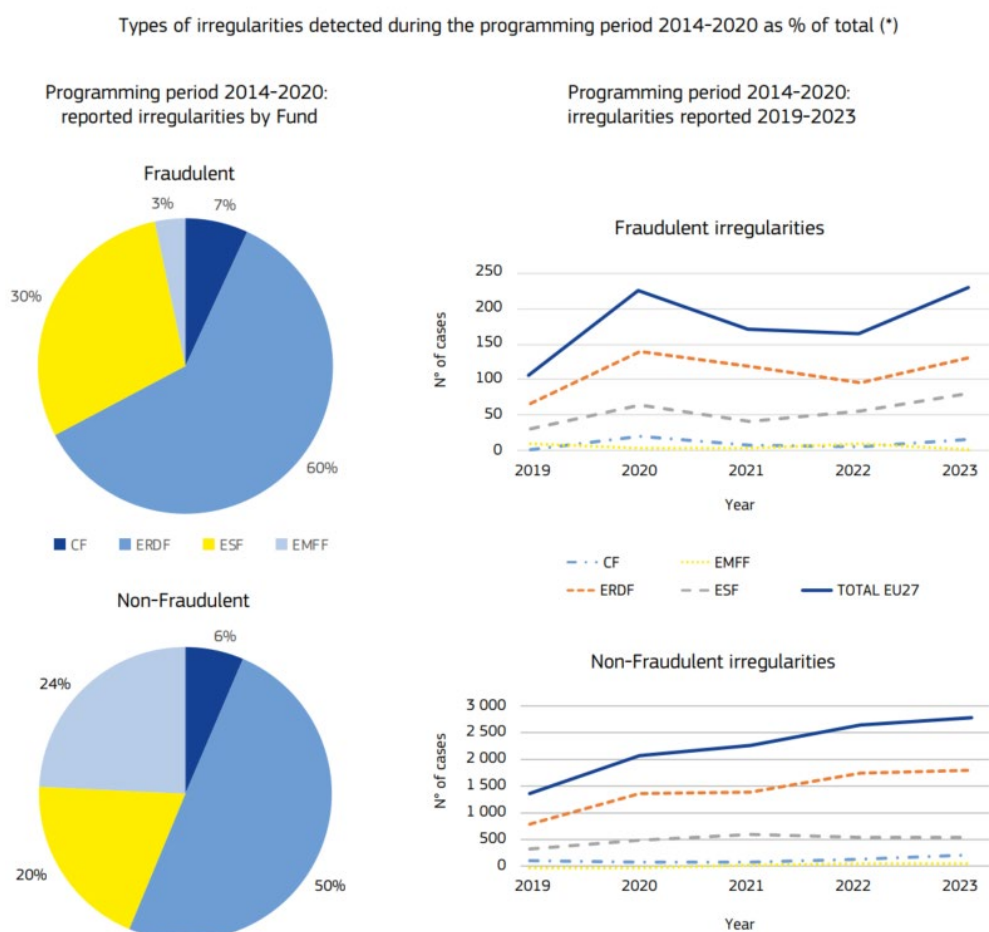 Types of irregularities detected during the programming period 2014-2020 as % of total (*)
Programming period 2014-2020:
reported irregularities by Fund
Fraudulent
3%
7%
30%
60%
CF
ERDF
ESF
EMFF
Non-Fraudulent
6%
24%
20%
50%
Programming period 2014-2020:
irregularities reported 2019-2023
Fraudulent irregularities
N° of cases
250
200
150
100
50
0
2019
2020
2021
2022
2023
Year
CF
EMFF
ERDF
ESF
TOTAL EU27
Non-Fraudulent irregularities
N° of cases
3 000
2 500
2 000
1 500
1 000
500
0
2019
2020
2021
2022
2023
Year